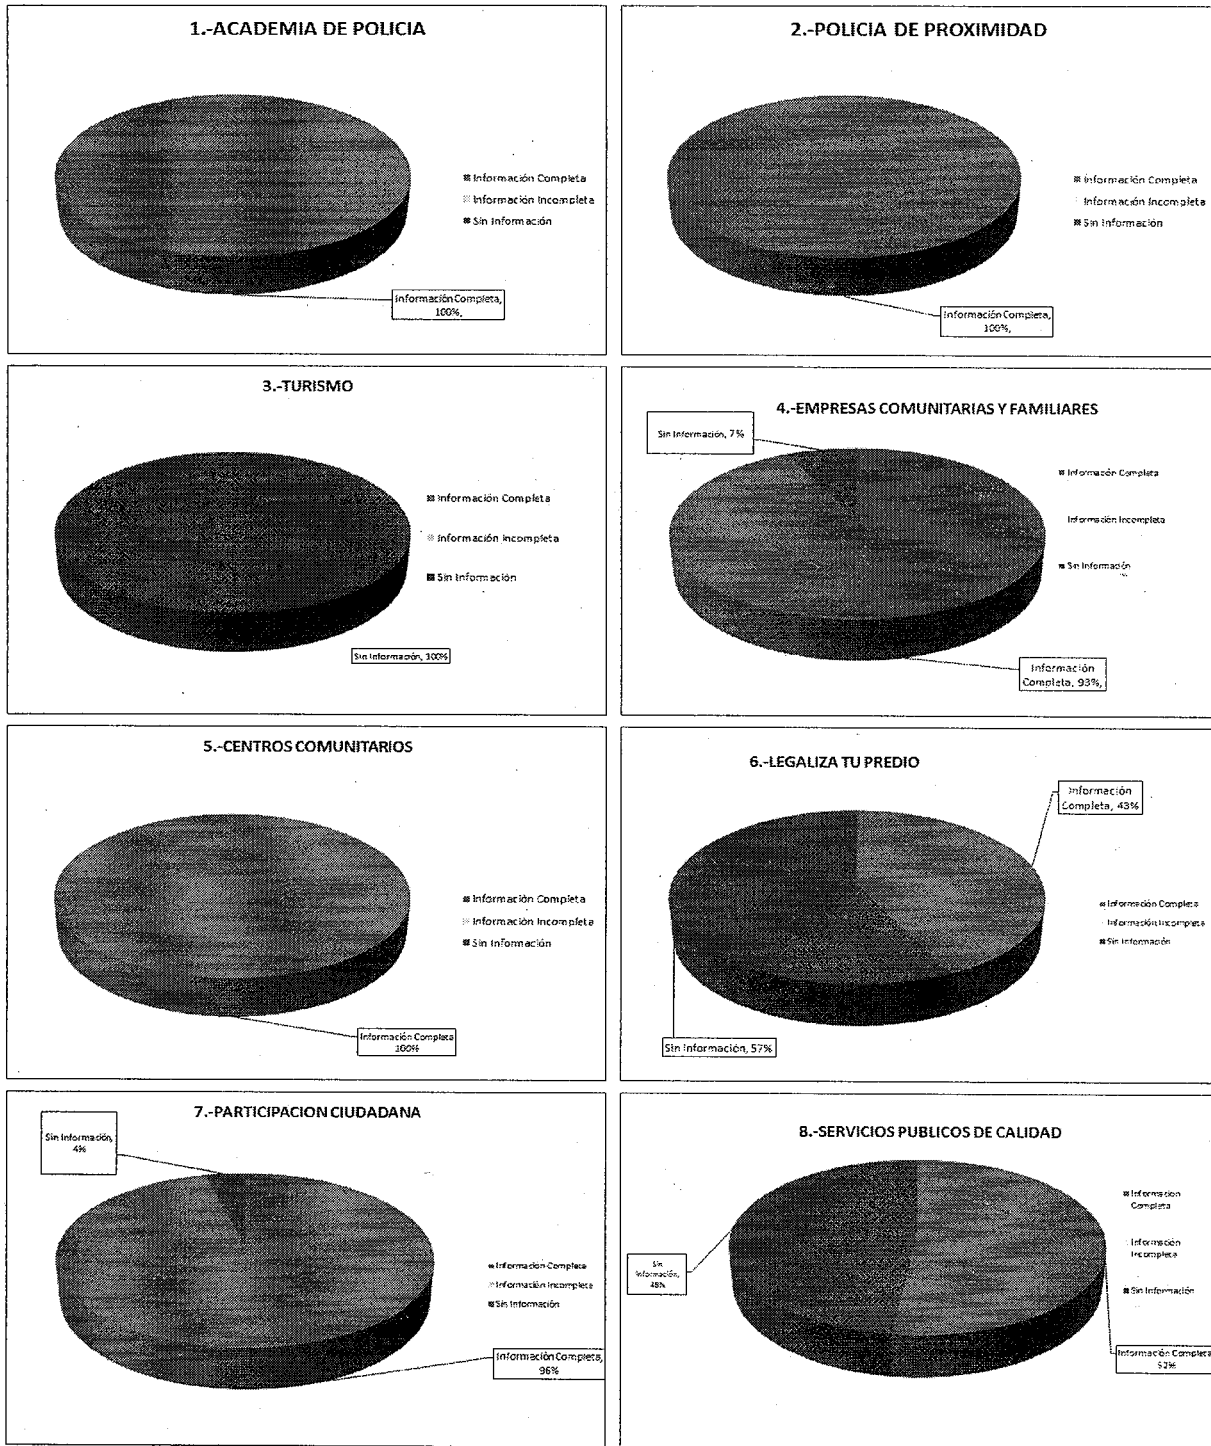 1.-ACADEMIA DE POLICIA
Información Completa
Información Incompleta
Sin Información
Información Completa,
100%,
2.-POLICIA DE PROXIMIDAD
Información Completa
Información Incompleta
Sin Información
Información Completa,
100%,
3.-TURISMO
Información Completa
Información Incompleta
Sin Información
Sin Información, 100%
4.-EMPRESAS COMUNITARIAS Y FAMILIARES
Sin Información, 7%
Información Completa
Información Incompleta
Sin Información
Información
Completa, 93%,
5.-CENTROS COMUNITARIOS
Información Completa
Información Incompleta
Sin Información
Información Completa
100%
6.-LEGALIZA TU PREDIO
Información
Completa, 43%
Información Completa
Información Incompleta
Sin Información
Sin Información, 57%
7.-PARTICIPACION CIUDADANA
Sin Información,
4%
Información Completa
Información Incompleta
Sin Información
Información Completa,
96%
8.-SERVICIOS PUBLICOS DE CALIDAD
Información
Completa
Información
Incompleta
Sin Información
Sin
Información,
48%
Información Completa
52%